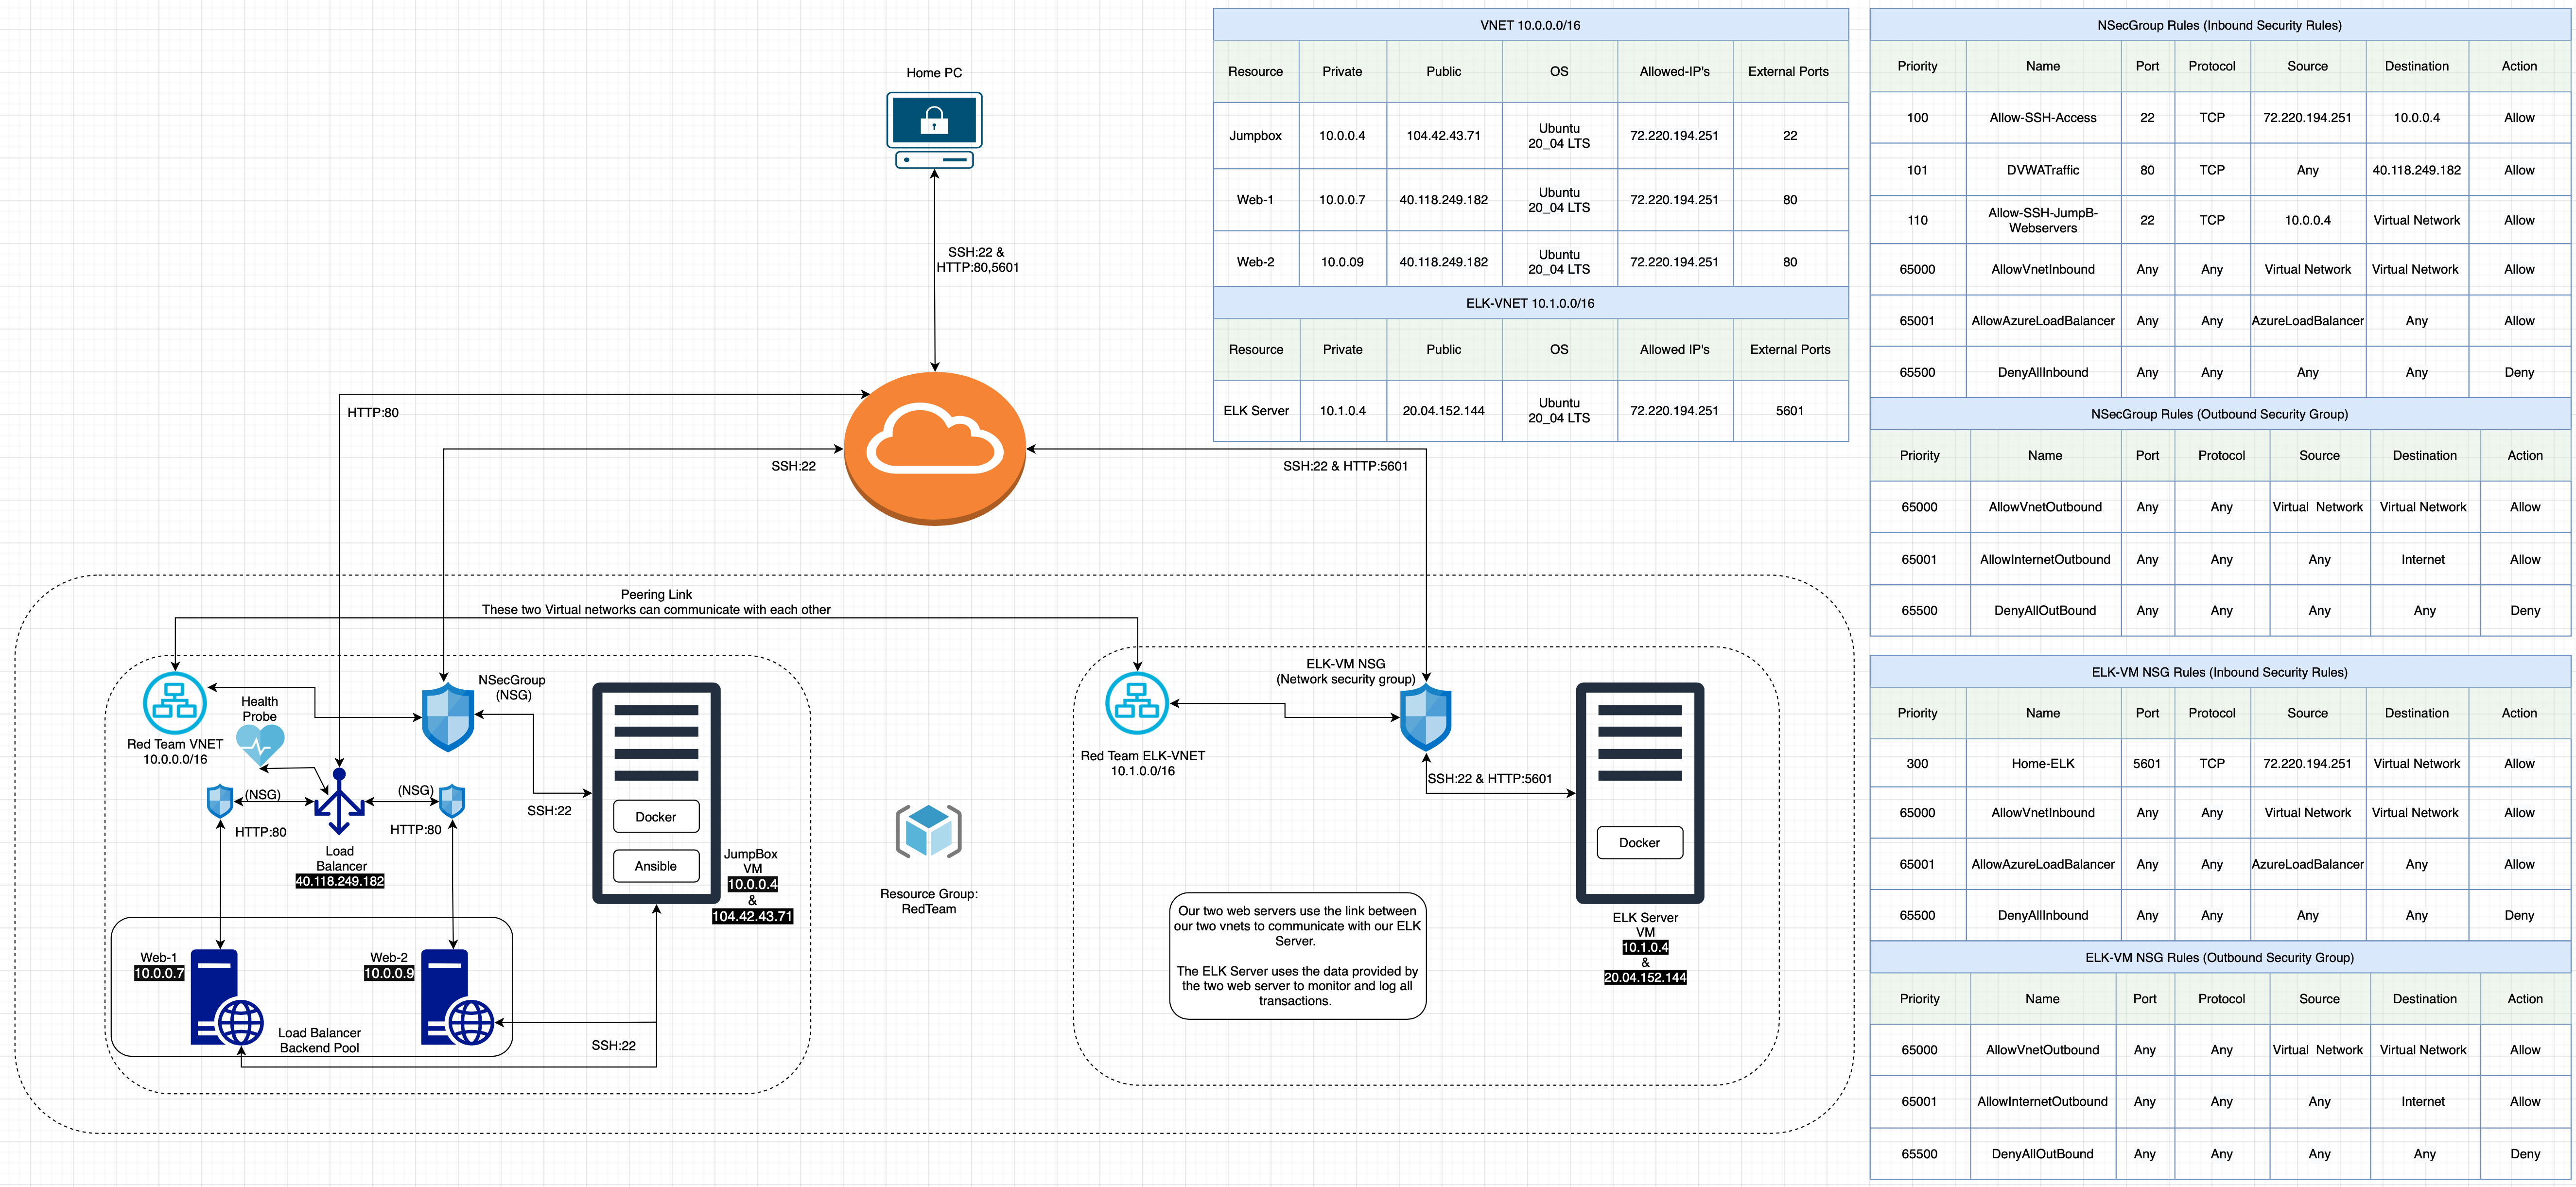 Home PC
SSH:22 &
HTTP:80,5601
HTTP:80
SSH:22
SSH:22 & HTTP:5601
Peering Link
These two Virtual networks can communicate with each other
Red Team VNET
10.0.0.0/16
Health
Probe
NSecGroup
(NSG)
(NSG)
(NSG)
HTTP:80
HTTP:80
Load
Balancer
40.118.249.182
SSH:22
Docker
Ansible
JumpBox
VM
10.0.0.4
&
104.42.43.71
Web-1
10.0.0.7
Web-2
10.0.0.9
Load Balancer
Backend Pool
SSH:22
Resource Group:
RedTeam
Red Team ELK-VNET
10.1.0.0/16
ELK-VM NSG
(Network security group)
SSH:22 & HTTP:5601
Docker
ELK Server
VM
10.1.0.4
&
20.04.152.144
Our two web servers use the link between
our two vnets to communicate with our ELK
Server.
The ELK Server uses the data provided by
the two web server to monitor and log all
transactions.
VNET 10.0.0.0/16
Resource Private Public OS Allowed-IP's External Ports
Jumpbox 10.0.0.4 104.42.43.71 Ubuntu 20_04 LTS 72.220.194.251 22
Web-1 10.0.0.7 40.118.249.182 Ubuntu 20_04 LTS 72.220.194.251 80
Web-2 10.0.09 40.118.249.182 Ubuntu 20_04 LTS 72.220.194.251 80
ELK-VNET 10.1.0.0/16
Resource Private Public OS Allowed IP's External Ports
ELK Server 10.1.0.4 20.04.152.144 Ubuntu 20_04 LTS 72.220.194.251 5601
NSecGroup Rules (Inbound Security Rules)
Priority Name Port Protocol Source Destination Action
100 Allow-SSH-Access 22 TCP 72.220.194.251 10.0.0.4 Allow
101 DVWATraffic 80 TCP Any 40.118.249.182 Allow
110 Allow-SSH-JumpB-Webservers 22 TCP 10.0.0.4 Virtual Network Allow
65000 AllowVnetInbound Any Any Virtual Network Virtual Network Allow
65001 AllowAzureLoadBalancer Any Any AzureLoadBalancer Any Allow
65500 DenyAllInbound Any Any Any Any Deny
NSecGroup Rules (Outbound Security Group)
Priority Name Port Protocol Source Destination Action
65000 AllowVnetOutbound Any Any Virtual Network Virtual Network Allow
65001 AllowInternetOutbound Any Any Any Internet Allow
65500 DenyAllOutBound Any Any Any Any Deny
ELK-VM NSG Rules (Inbound Security Rules)
Priority Name Port Protocol Source Destination Action
300 Home-ELK 5601 TCP 72.220.194.251 Virtual Network Allow
65000 AllowVnetInbound Any Any Virtual Network Virtual Network Allow
65001 AllowAzureLoadBalancer Any Any AzureLoadBalancer Any Allow
65500 DenyAllInbound Any Any Any Any Deny
ELK-VM NSG Rules (Outbound Security Group)
Priority Name Port Protocol Source Destination Action
65000 AllowVnetOutbound Any Any Virtual Network Virtual Network Allow
65001 AllowInternetOutbound Any Any Any Internet Allow
65500 DenyAllOutBound Any Any Any Any Deny